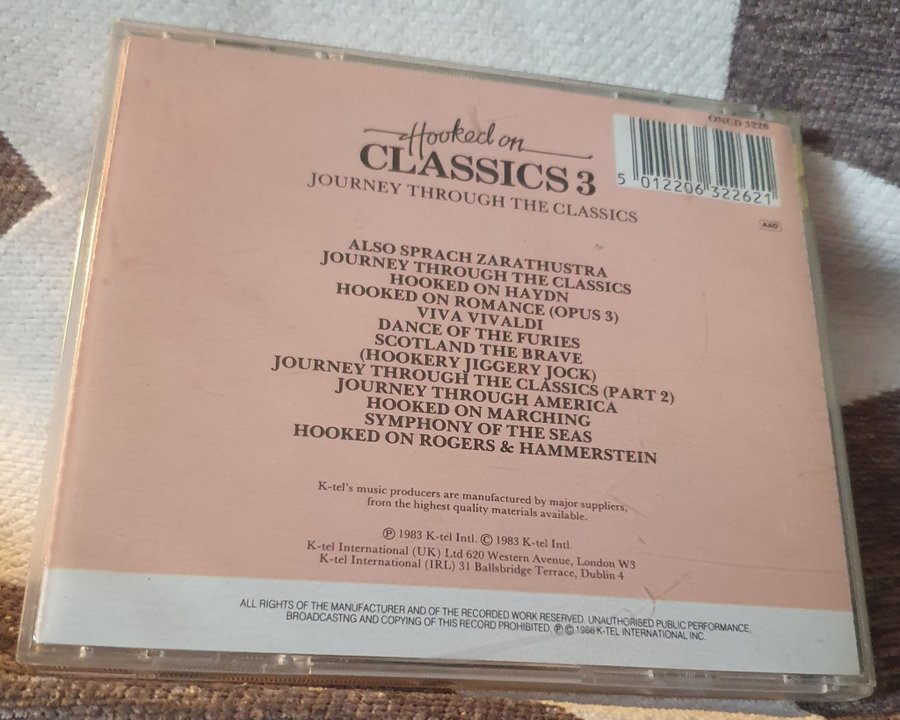 ONCD 3226
Hooked on
CLASSICS 3
JOURNEY THROUGH THE CLASSICS
5 012206 322621
AAD
ALSO SPRACH ZARATHUSTRA
JOURNEY THROUGH THE CLASSICS
HOOKED ON HAYDN
HOOKED ON ROMANCE (OPUS 3)
VIVA VIVALDI
DANCE OF THE FURIES
SCOTLAND THE BRAVE
(HOOKERY JIGGERY JOCK)
JOURNEY THROUGH THE CLASSICS (PART 2)
JOURNEY THROUGH AMERICA
HOOKED ON MARCHING
SYMPHONY OF THE SEAS
HOOKED ON ROGERS & HAMMERSTEIN
K-tel's music producers are manufactured by major suppliers,
from the highest quality materials available.
℗ 1983 K-tel Intl. © 1983 K-tel Intl.
K-tel International (UK) Ltd 620 Western Avenue, London W3
K-tel International (IRL) 31 Ballsbridge Terrace, Dublin 4
ALL RIGHTS OF THE MANUFACTURER AND OF THE RECORDED WORK RESERVED. UNAUTHORISED PUBLIC PERFORMANCE,
BROADCASTNG AND COPYING OF THIS RECORD PROHIBITED. ℗ © 1986 K-TEL INTERNATIONAL INC.